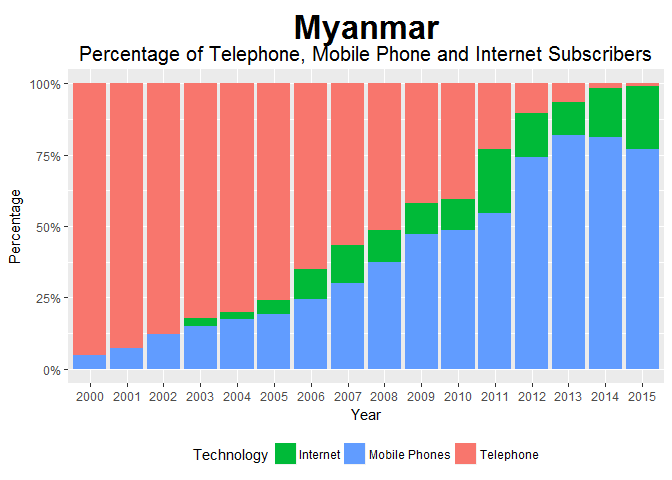 Myanmar
Percentage of Telephone, Mobile Phone and Internet Subscribers
100%
75%
50%
25%
0%
Percentage
2000 2001 2002 2003 2004 2005 2006 2007 2008 2009 2010 2011 2012 2013 2014 2015
Year
Technology Internet Mobile Phones Telephone